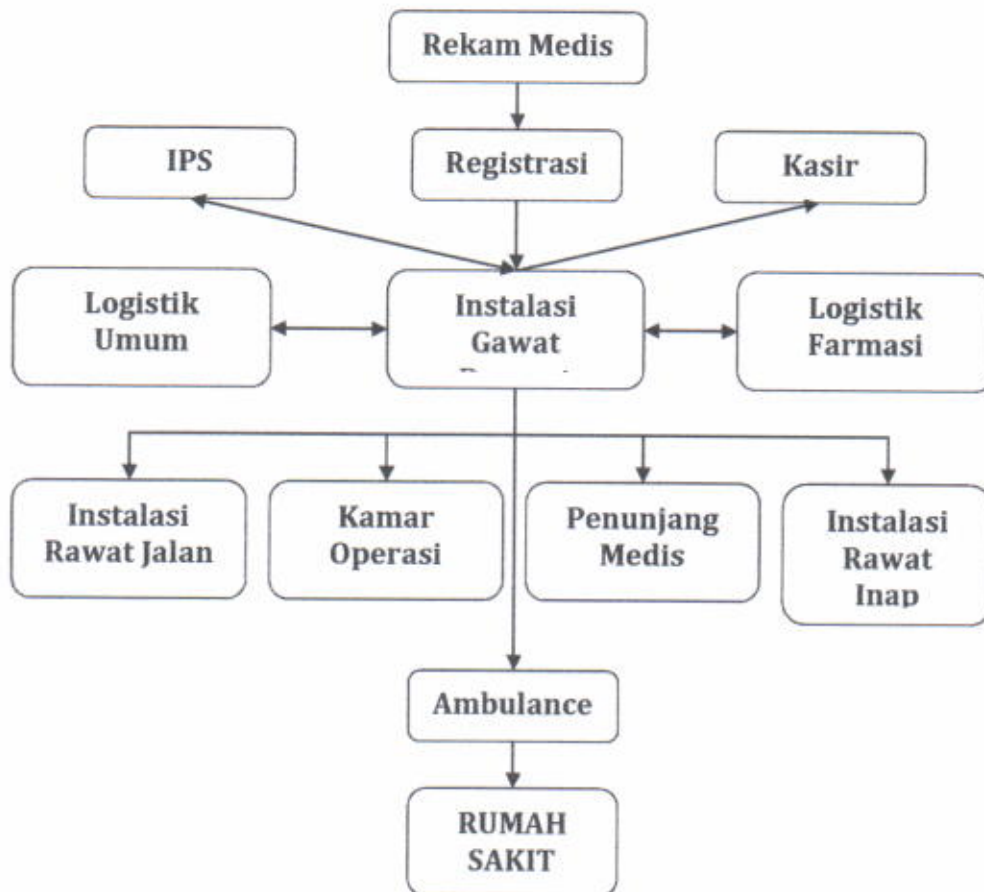 Rekam Medis
IPS
Registrasi
Kasir
Logistik
Umum
Instalasi
Gawat
Logistik
Farmasi
Instalasi
Rawat Jalan
Kamar
Operasi
Penunjang
Medis
Instalasi
Rawat
Inap
Ambulance
RUMAH
SAKIT